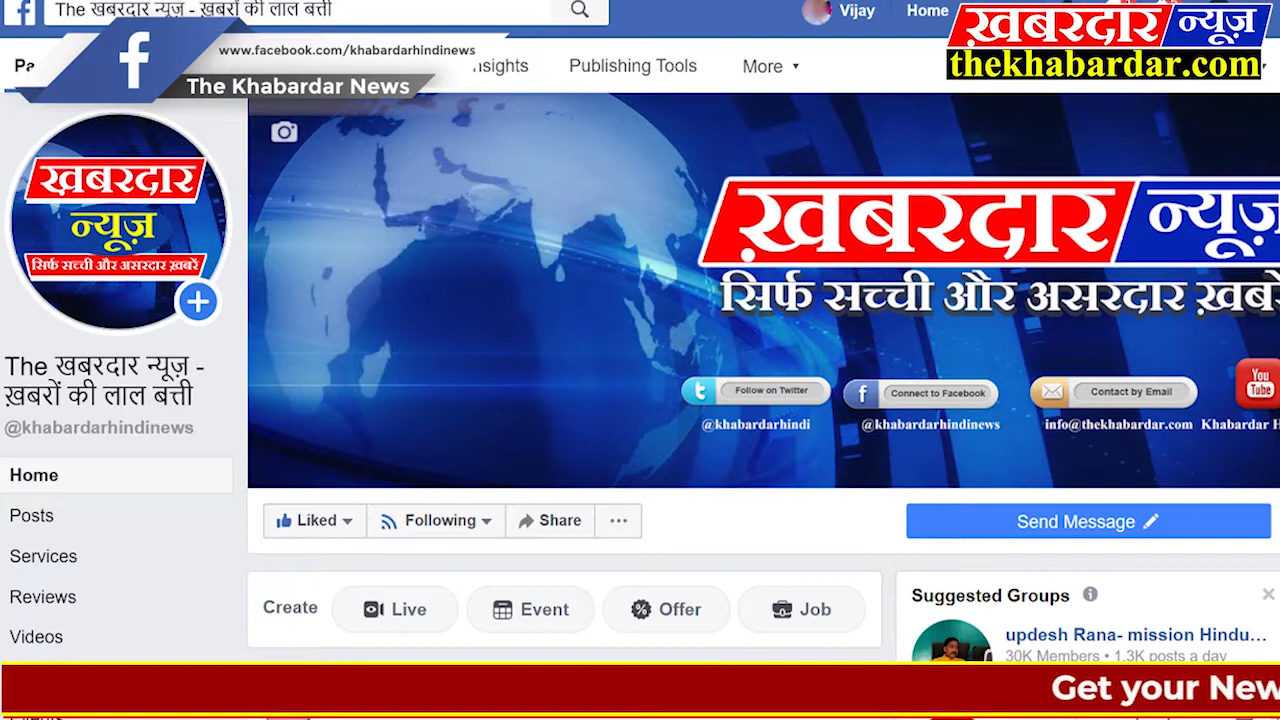 The खबरदार न्यूज़ - ख़बरों की लाल बत्ती
Vijay
Home
ख़बरदार न्यूज़
thekhabardar.com
www.facebook.com/khabardarhindinews
The Khabardar News
Publishing Tools
More
ख़बरदार
न्यूज़
सिर्फ सच्ची और असरदार ख़बरें
ख़बरदार न्यूज़
सिर्फ सच्ची और असरदार ख़बरें
Follow on Twitter
Connect to Facebook
Contact by Email
You
Tube
@khabardarhindi
@khabardarhindinews
info@thekhabardar.com
Khabardar H
The खबरदार न्यूज़ -
ख़बरों की लाल बत्ती
@khabardarhindinews
Home
Posts
Services
Reviews
Videos
Liked
Following
Share
Send Message
Create
Live
Event
Offer
Job
Suggested Groups
updesh Rana- mission Hindu...
30K Members • 1.3K posts a day
Get your New